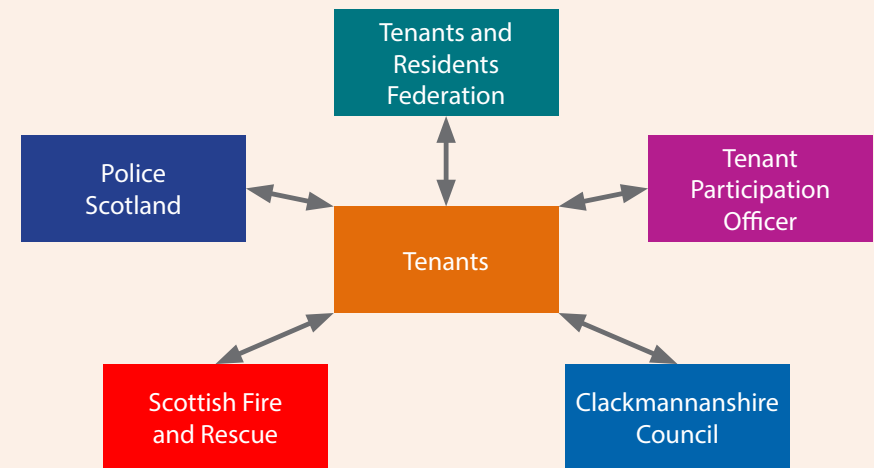 Tenants and
Residents
Federation
Police
Scotland
Tenant
Participation
Officer
Tenants
Scottish Fire
and Rescue
Clackmannanshire
Council